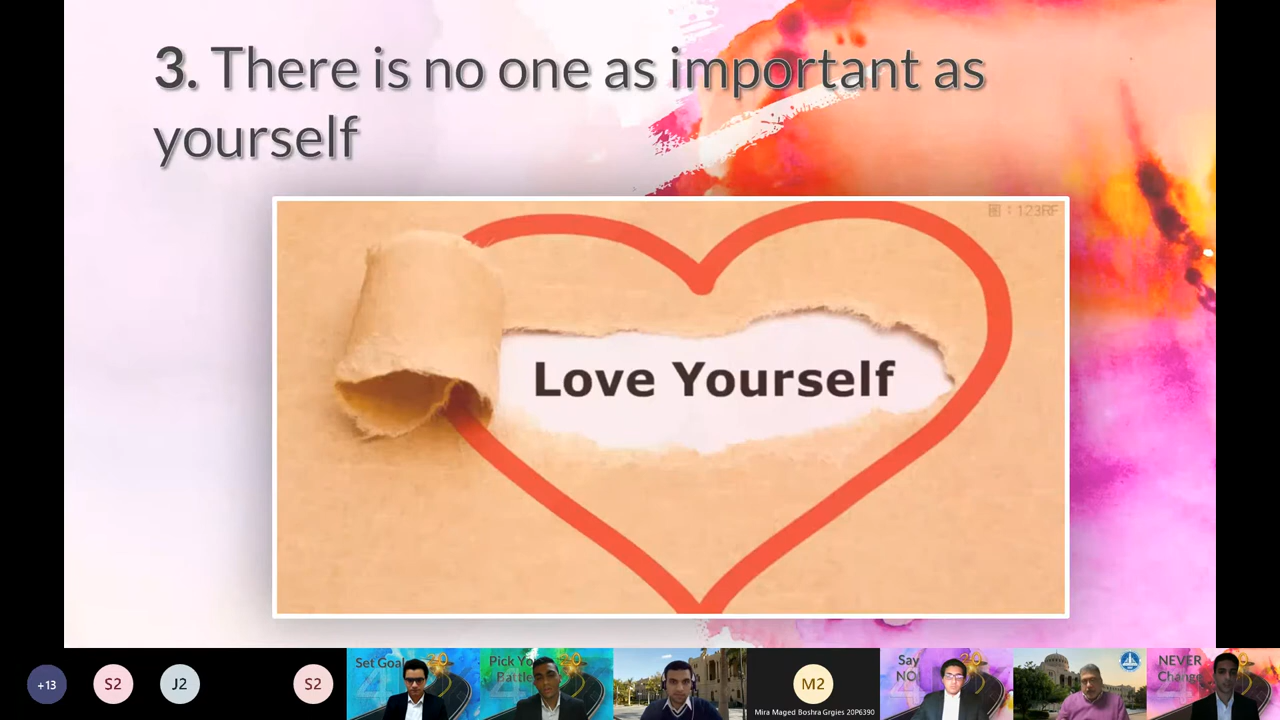 3. There is no one as important as
yourself
123RF
Love Yourself
+13
S2
J2
S2
Set Goal
Pick Yo
Battle
M2
Mira Maged Boshra Grgies 20P6390
Say
NO
NEVER
Change